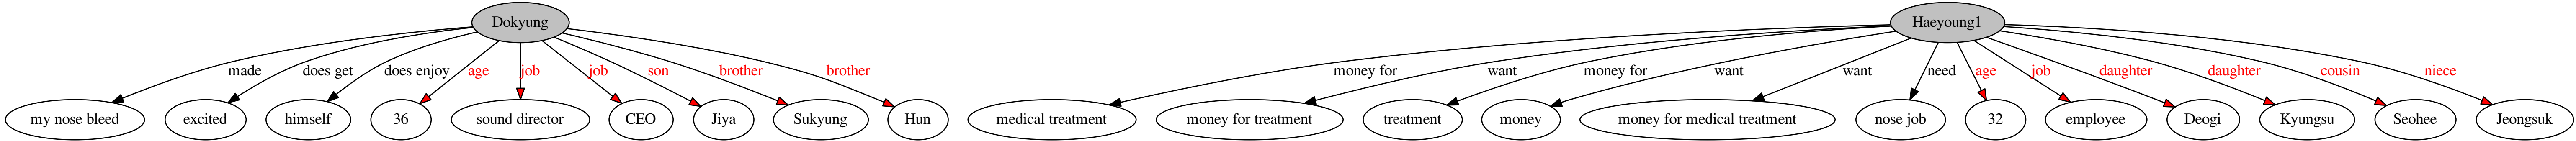 Dokyung
Haeyoung1
made
does get
does enjoy
age
job
job
son
brother
brother
money for
want
money for
want
want
need
age
job
daughter
daughter
cousin
niece
my nose bleed
excited
himself
36
sound director
CEO
Jiya
Sukyung
Hun
medical treatment
money for treatment
treatment
money
money for medical treatment
nose job
32
employee
Deogi
Kyungsu
Seohee
Jeongsuk